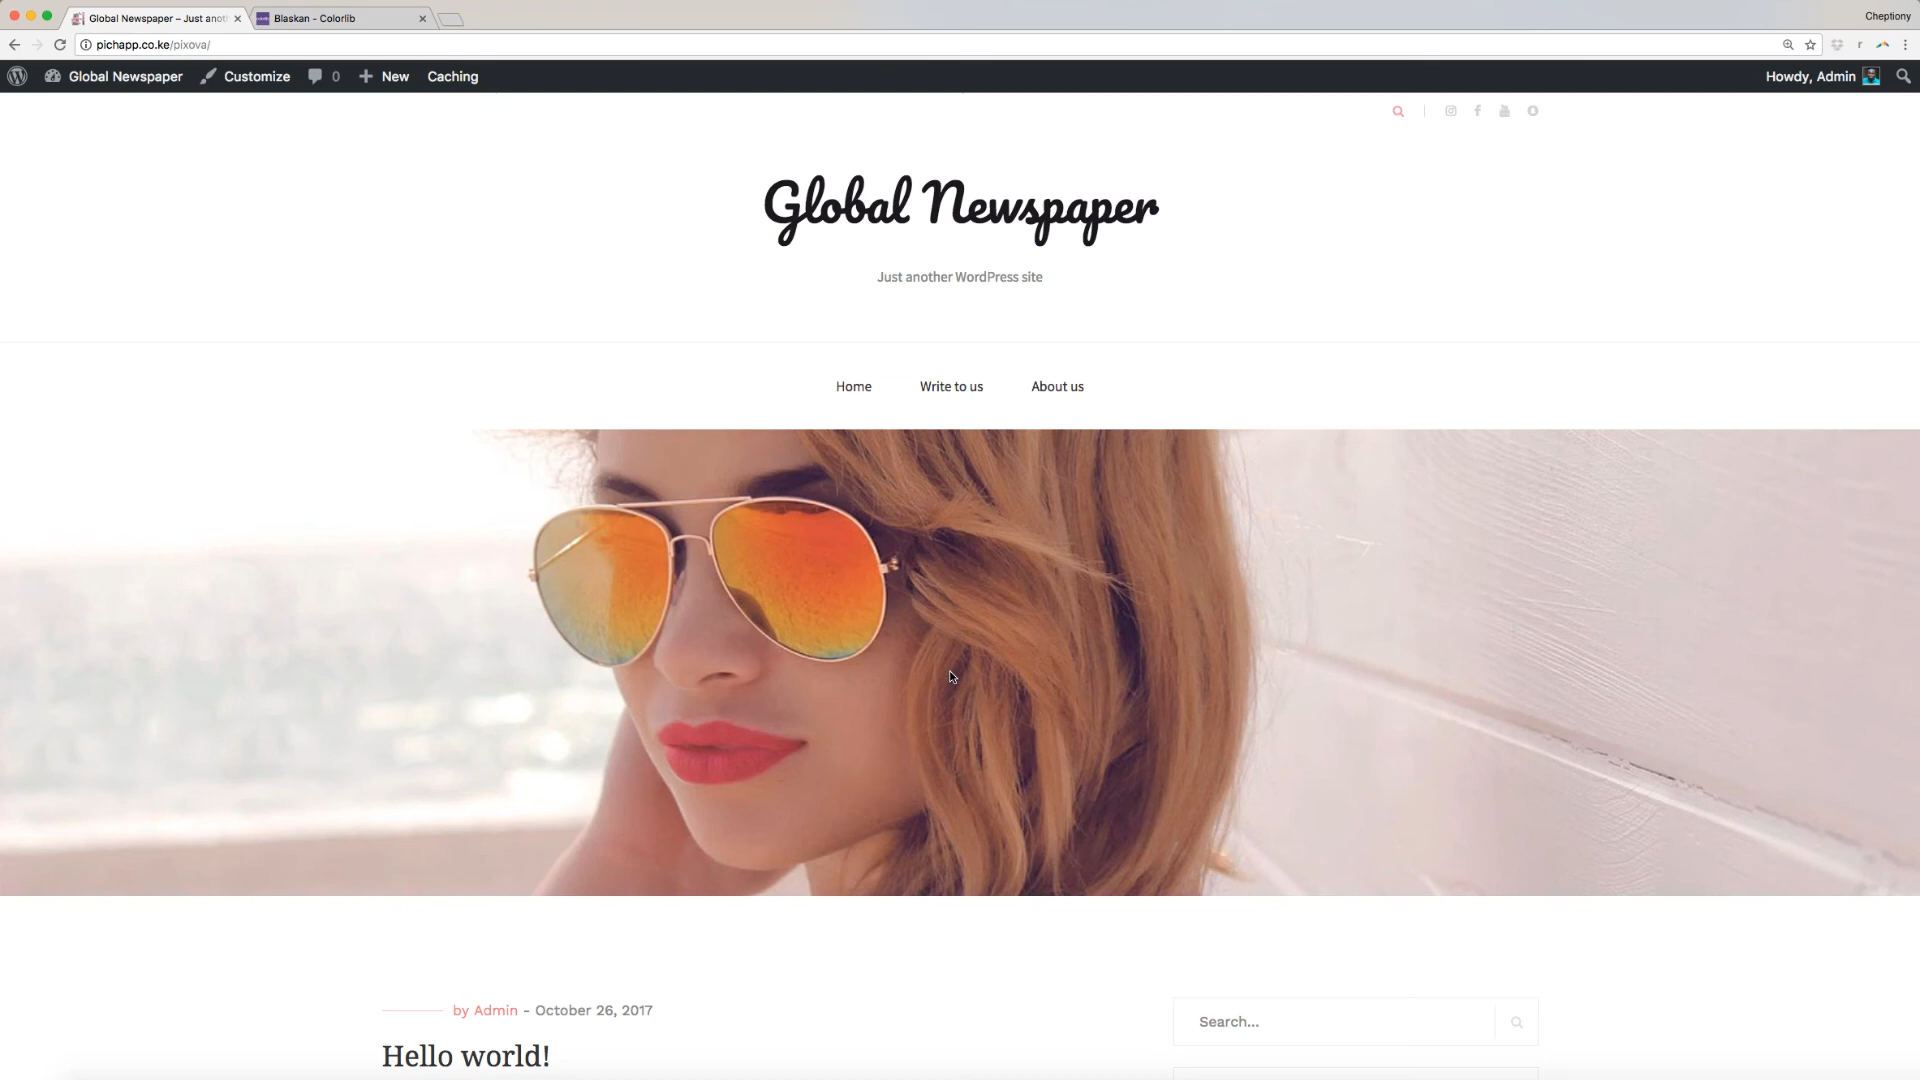 Global Newspaper – Just anot
Blaskan - Colorlib
Cheptiony
pichapp.co.ke/pixova/
Global Newspaper
Customize
0
New
Caching
Howdy, Admin
Global Newspaper
Just another WordPress site
Home
Write to us
About us
by Admin - October 26, 2017
Search...
Hello world!